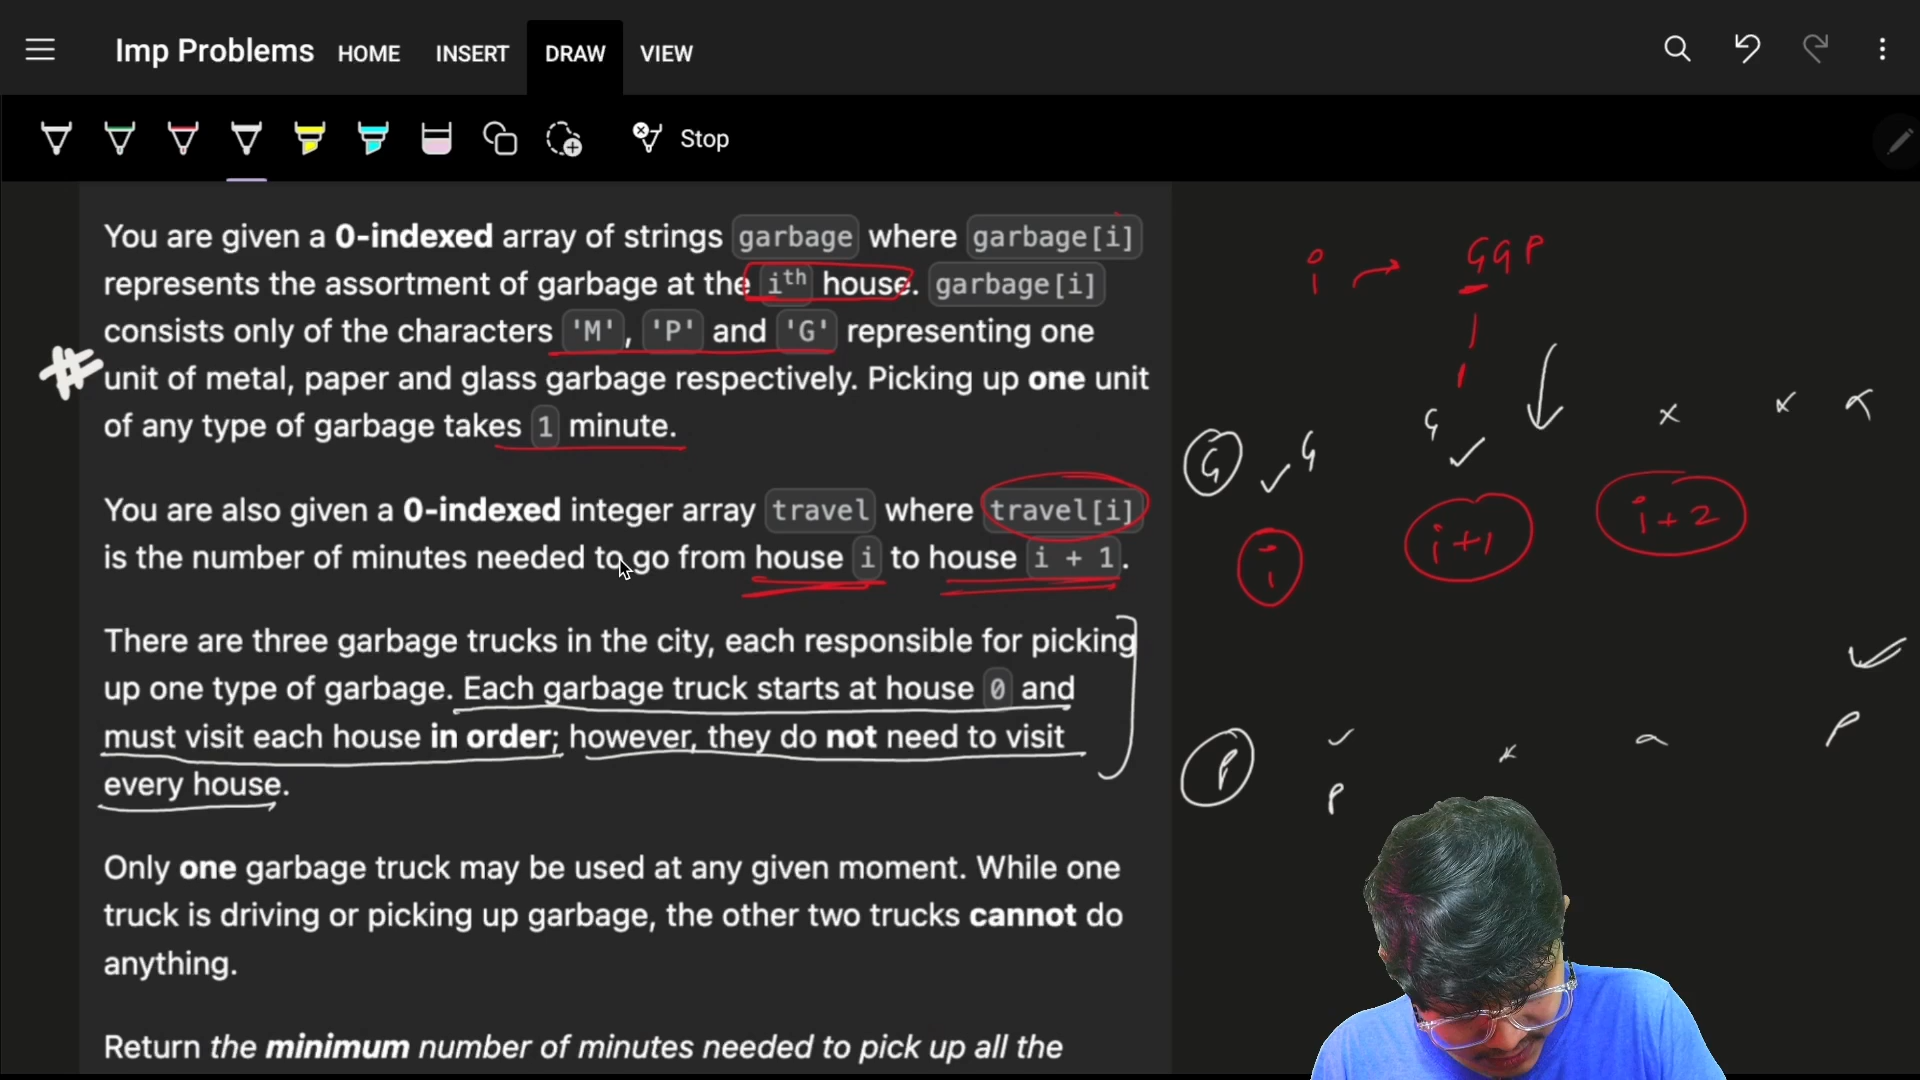 Imp Problems HOME INSERT DRAW VIEW
Stop
You are given a 0-indexed array of strings garbage where garbage[i]
represents the assortment of garbage at the ith house. garbage[i]
consists only of the characters 'M', 'P' and 'G' representing one
unit of metal, paper and glass garbage respectively. Picking up one unit
of any type of garbage takes 1 minute.
You are also given a 0-indexed integer array travel where travel[i]
is the number of minutes needed to go from house i to house i + 1.
There are three garbage trucks in the city, each responsible for picking
up one type of garbage. Each garbage truck starts at house 0 and
must visit each house in order; however, they do not need to visit
every house.
Only one garbage truck may be used at any given moment. While one
truck is driving or picking up garbage, the other two trucks cannot do
anything.
Return the minimum number of minutes needed to pick up all the
i → GGP
G G G
i i+1 i+2
P P P